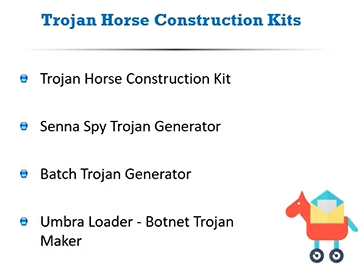 Trojan Horse Construction Kits
Trojan Horse Construction Kit
Senna Spy Trojan Generator
Batch Trojan Generator
Umbra Loader - Botnet Trojan
Maker